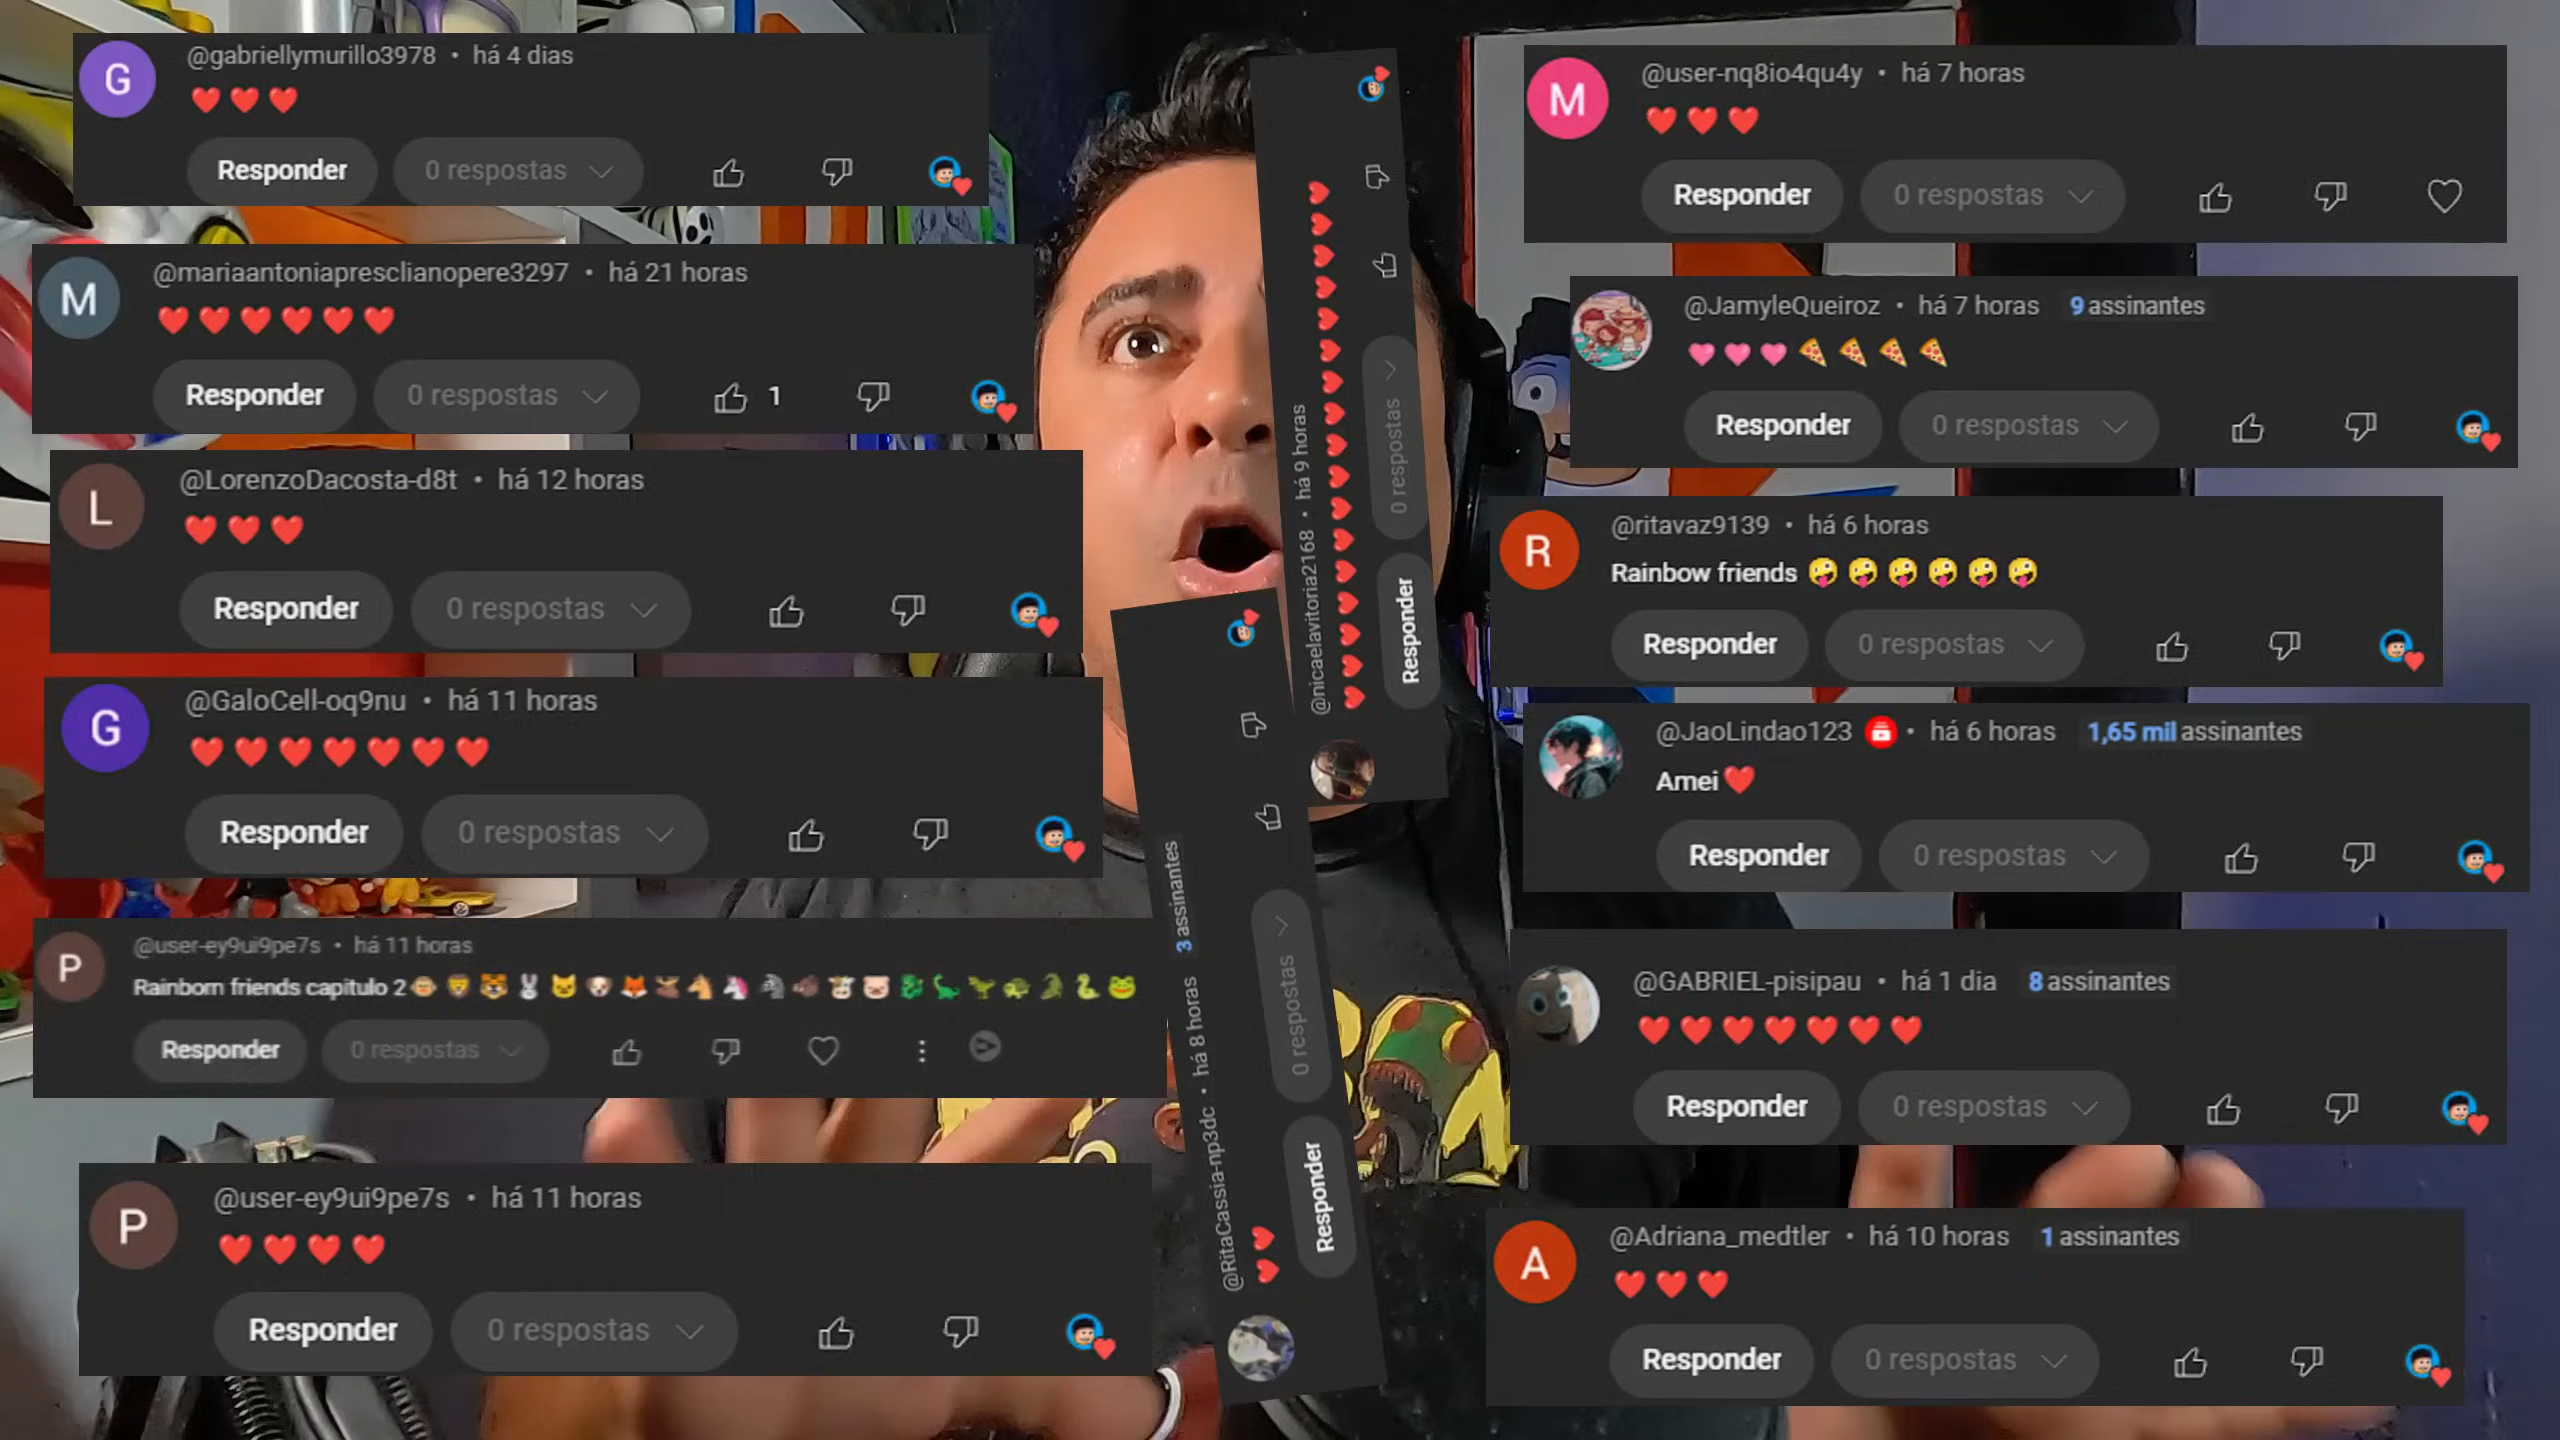 @gabriellymurillo3978 • há 4 dias
❤️❤️❤️
Responder 0 respostas
@mariaantoniapresclianopere3297 • há 21 horas
❤️❤️❤️❤️❤️❤️
Responder 0 respostas 1
@LorenzoDacosta-d8t • há 12 horas
❤️❤️❤️
Responder 0 respostas
@GaloCell-oq9nu • há 11 horas
❤️❤️❤️❤️❤️❤️❤️
Responder 0 respostas
@user-ey9ui9pe7s • há 11 horas
Rainbom friends capitulo 2🐵🦁🐯🐰🐱🐶🦊🫎🐴🦄🦓🐗🐮🐷🐉🦕🦖🐢🐊🐍🐸
Responder 0 respostas
@user-ey9ui9pe7s • há 11 horas
❤️❤️❤️❤️
Responder 0 respostas
@nicaelavitoria2168 • há 9 horas
❤️❤️❤️❤️❤️❤️❤️❤️❤️❤️❤️❤️❤️❤️❤️❤️❤️
Responder 0 respostas
@RitaCassia-np3dc • há 8 horas 3 assinantes
❤️❤️
Responder 0 respostas
@user-nq8io4qu4y • há 7 horas
❤️❤️❤️
Responder 0 respostas
@JamyleQueiroz • há 7 horas 9 assinantes
🩷🩷🩷🍕🍕🍕🍕
Responder 0 respostas
@ritavaz9139 • há 6 horas
Rainbow friends 🤪🤪🤪🤪🤪🤪
Responder 0 respostas
@JaoLindao123 • há 6 horas 1,65 mil assinantes
Amei❤️
Responder 0 respostas
@GABRIEL-pisipau • há 1 dia 8 assinantes
❤️❤️❤️❤️❤️❤️❤️
Responder 0 respostas
@Adriana_medtler • há 10 horas 1 assinantes
❤️❤️❤️
Responder 0 respostas